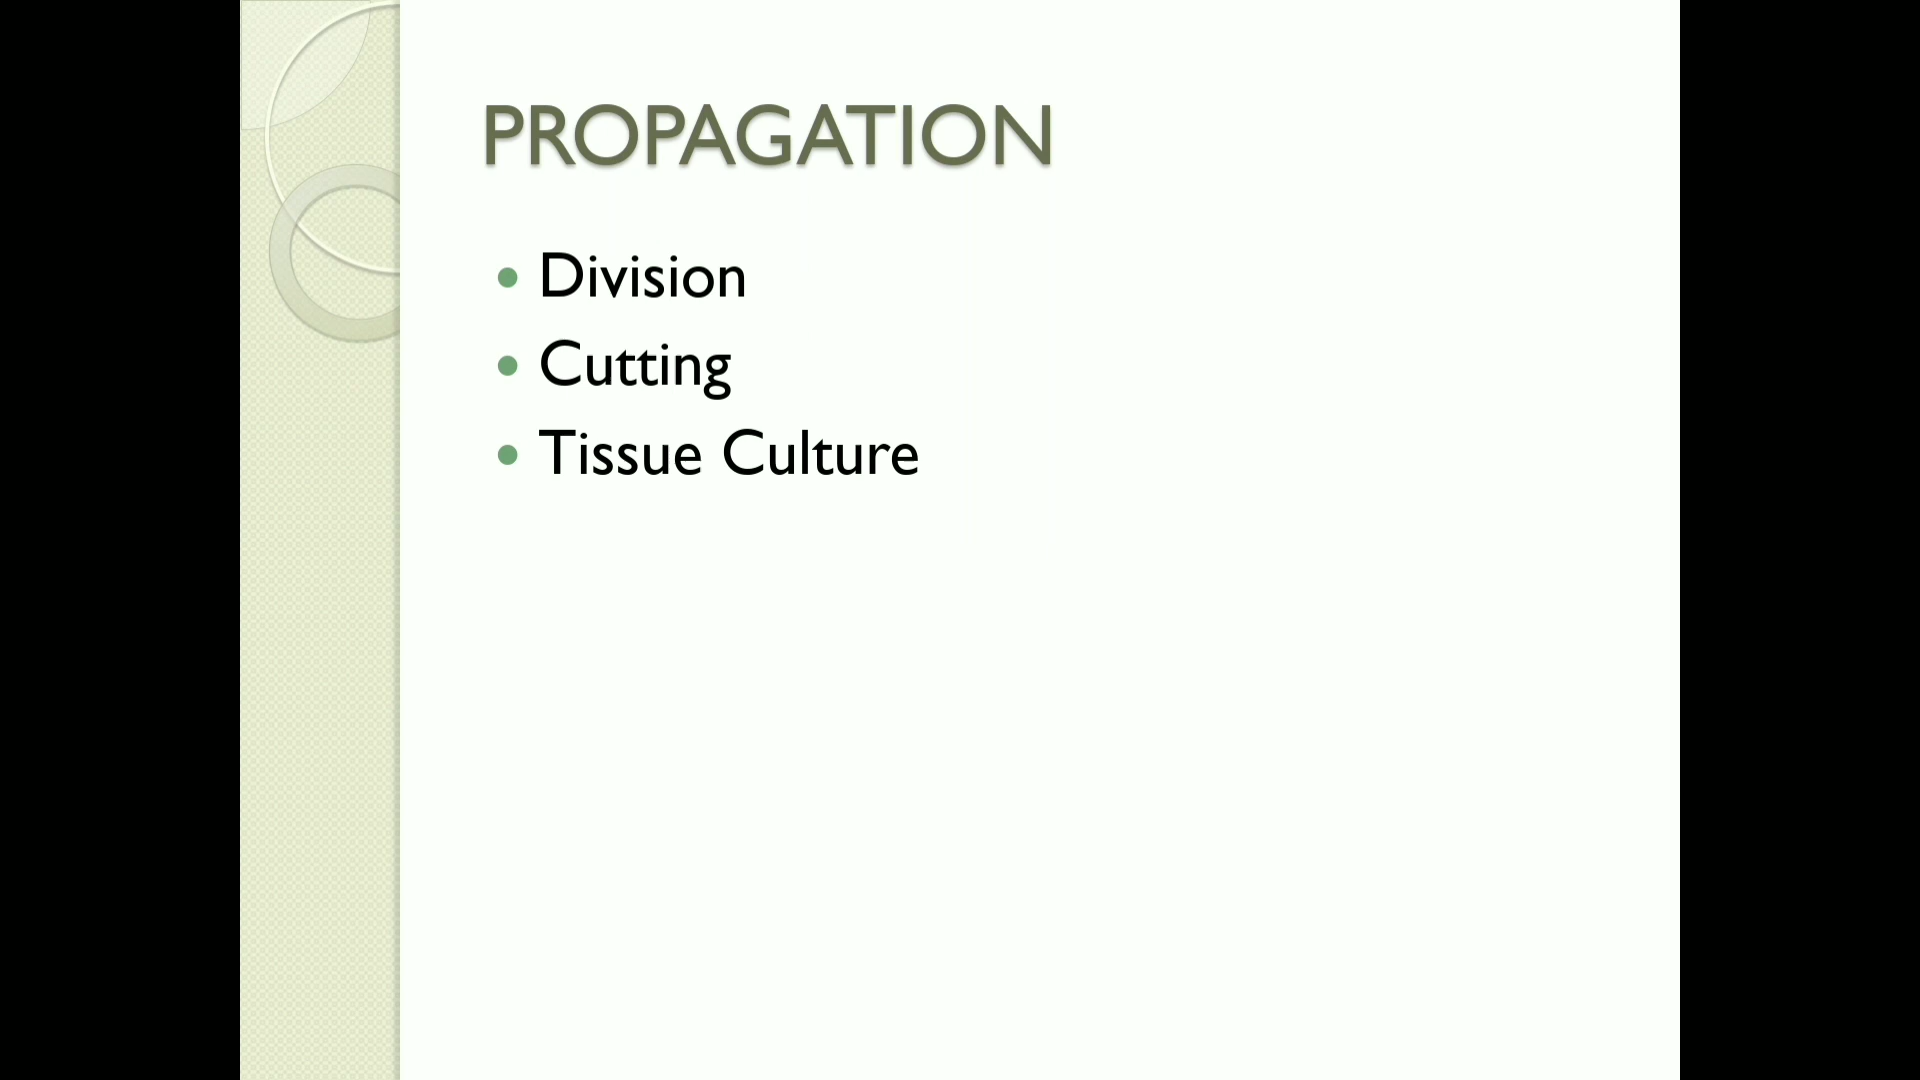 PROPAGATION
• Division
• Cutting
• Tissue Culture